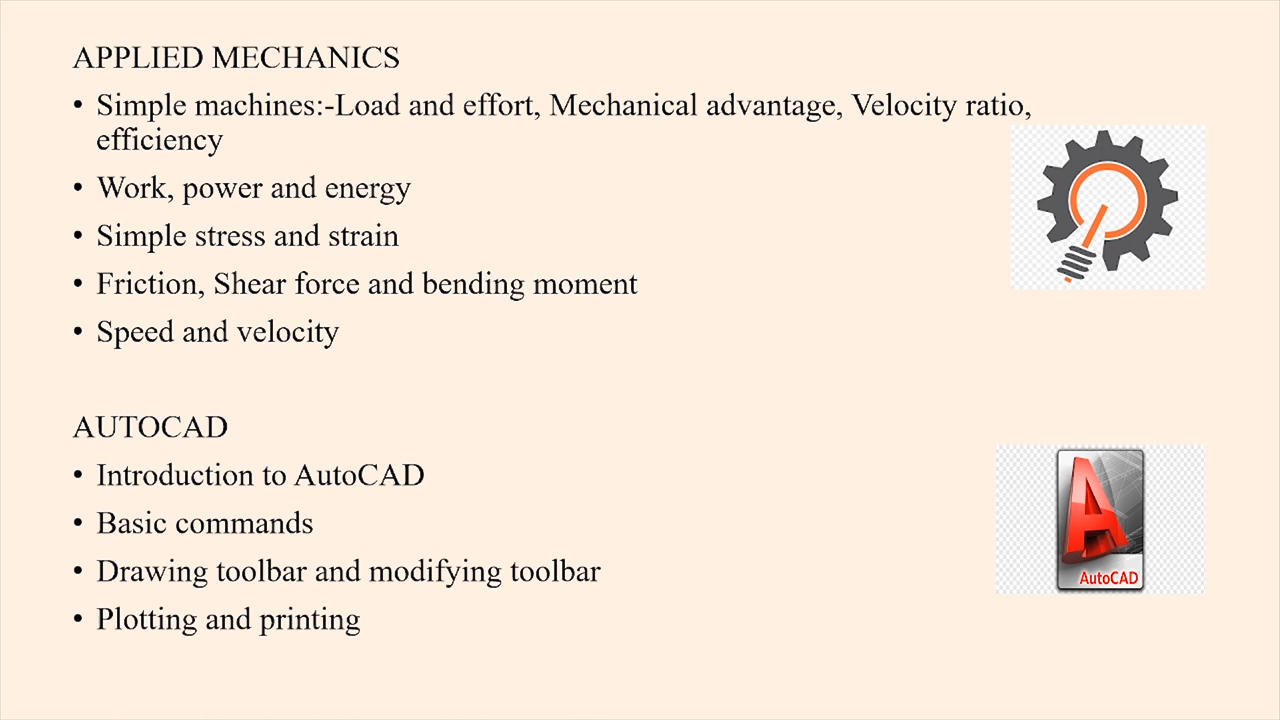 APPLIED MECHANICS
• Simple machines:-Load and effort, Mechanical advantage, Velocity ratio,
efficiency
• Work, power and energy
• Simple stress and strain
• Friction, Shear force and bending moment
• Speed and velocity
AUTOCAD
• Introduction to AutoCAD
• Basic commands
• Drawing toolbar and modifying toolbar
• Plotting and printing
A
AutoCAD